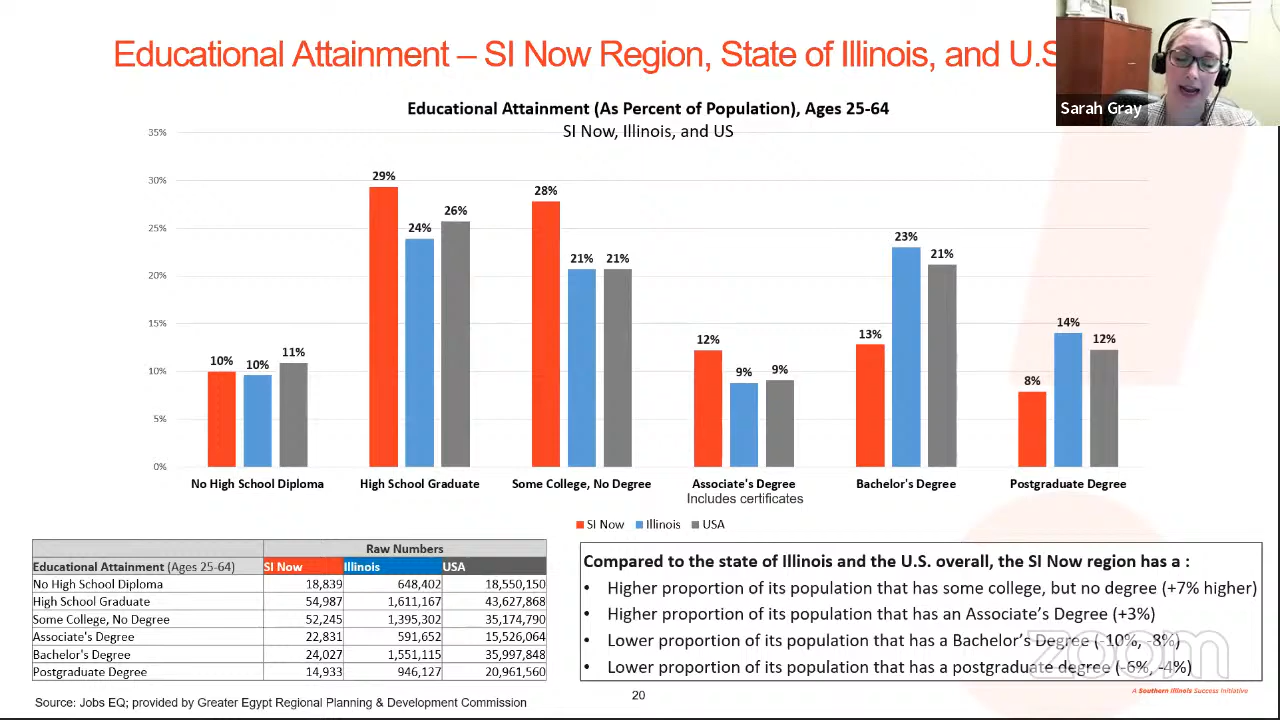 Educational Attainment – SI Now Region, State of Illinois, and U.S
Sarah Gray
Educational Attainment (As Percent of Population), Ages 25-64
SI Now, Illinois, and US
35%
30%
25%
20%
15%
10%
5%
0%
10% 10% 11%
29% 24% 26%
28% 21% 21%
12% 9% 9%
13% 23% 21%
8% 14% 12%
No High School Diploma High School Graduate Some College, No Degree Associate's Degree Bachelor's Degree Postgraduate Degree
Includes certificates
SI Now Illinois USA
Raw Numbers
Educational Attainment (Ages 25-64) SI Now Illinois USA
No High School Diploma 18,839 648,402 18,550,150
High School Graduate 54,987 1,611,167 43,627,868
Some College, No Degree 52,245 1,395,302 35,174,790
Associate's Degree 22,831 591,652 15,526,064
Bachelor's Degree 24,027 1,551,115 35,997,848
Postgraduate Degree 14,933 946,127 20,961,560
Compared to the state of Illinois and the U.S. overall, the SI Now region has a :
• Higher proportion of its population that has some college, but no degree (+7% higher)
• Higher proportion of its population that has an Associate's Degree (+3%)
• Lower proportion of its population that has a Bachelor's Degree (-10%, -8%)
• Lower proportion of its population that has a postgraduate degree (-6%, -4%)
zoom
Source: Jobs EQ; provided by Greater Egypt Regional Planning & Development Commission
20
A Southern Illinois Success Initiative